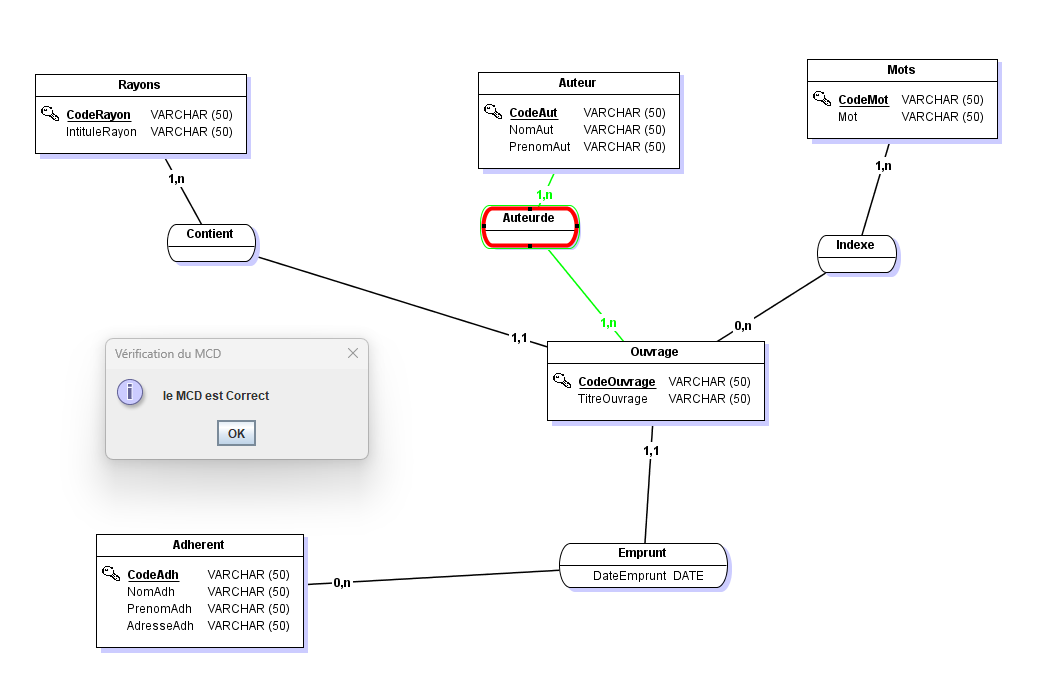 Rayons
CodeRayon VARCHAR (50)
IntituleRayon VARCHAR (50)
Auteur
CodeAut VARCHAR (50)
NomAut VARCHAR (50)
PrenomAut VARCHAR (50)
Mots
CodeMot VARCHAR (50)
Mot VARCHAR (50)
1,n
1,n
1,n
Contient
Auteurde
Indexe
1,1
1,n
0,n
Ouvrage
CodeOuvrage VARCHAR (50)
TitreOuvrage VARCHAR (50)
Vérification du MCD
le MCD est Correct
OK
1,1
Adherent
CodeAdh VARCHAR (50)
NomAdh VARCHAR (50)
PrenomAdh VARCHAR (50)
AdresseAdh VARCHAR (50)
0,n
Emprunt
DateEmprunt DATE